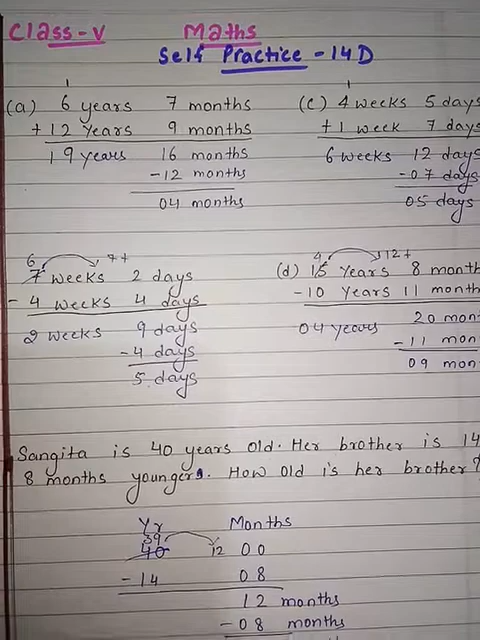 Class-V Maths
Self Practice - 14D
(a) 6 years 7 months
+ 12 Years 9 months
19 years 16 months
-12 months
04 months
(c) 4 weeks 5 days
+ 1 week 7 days
6 weeks 12 days
- 07 days
05 days
6 7+
7 weeks 2 days
- 4 weeks 4 days
2 weeks 9 days
- 4 days
5 days
4 12+
(d) 15 Years 8 month
- 10 Years 11 month
04 years 20 mon
- 11 mon
09 mon
Sangita is 40 years old. Her brother is 14
8 months younger. How old is her brother?
Yr Months
39
40 12 00
- 14 08
12 months
- 08 months